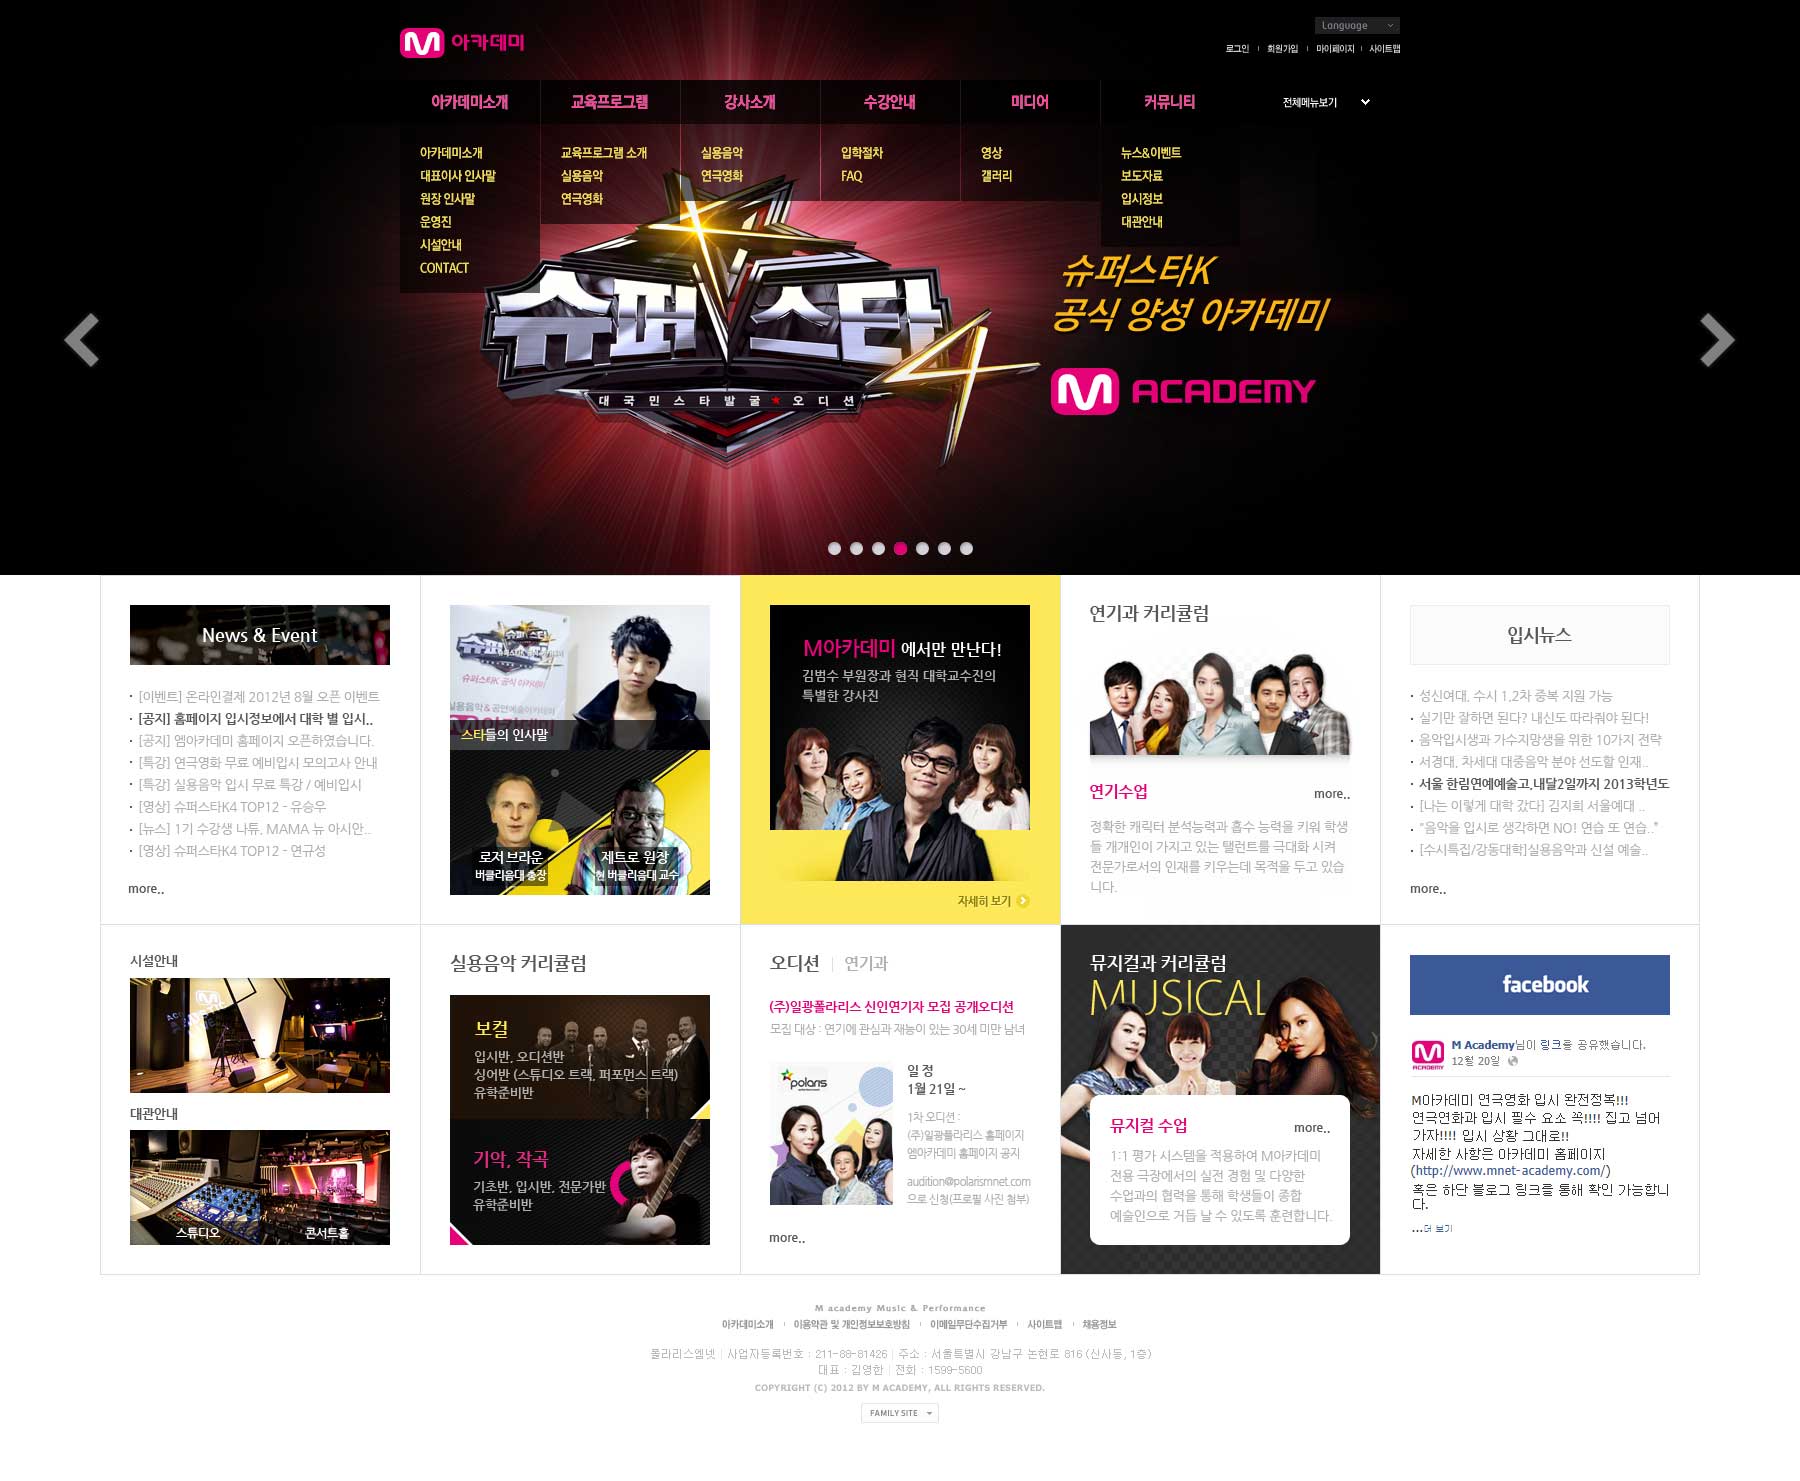 M 아카데미
Language
로그인
회원가입
마이페이지
사이트맵
아카데미소개
교육프로그램
강사소개
수강안내
미디어
커뮤니티
전체메뉴보기
아카데미소개
대표이사 인사말
원장 인사말
운영진
시설안내
CONTACT
교육프로그램 소개
실용음악
연극영화
실용음악
연극영화
입학절차
FAQ
영상
갤러리
뉴스&이벤트
보도자료
입시정보
대관안내
슈퍼스타4
대국민스타발굴★오디션
슈퍼스타K
공식 양성 아카데미
M ACADEMY
News & Event
· [이벤트] 온라인결제 2012년 8월 오픈 이벤트
· [공지] 홈페이지 입시정보에서 대학 별 입시..
· [공지] 엠아카데미 홈페이지 오픈하였습니다.
· [특강] 연극영화 무료 예비입시 모의고사 안내
· [특강] 실용음악 입시 무료 특강 / 예비입시
· [영상] 슈퍼스타K4 TOP12 - 유승우
· [뉴스] 1기 수강생 나튜, MAMA 뉴 아시안..
· [영상] 슈퍼스타K4 TOP12 - 연규성
more..
슈퍼스타
슈퍼스타K 공식 아카데미
스타들의 인사말
로저 브라운
버클리음대 총장
제트로 원장
현 버클리음대 교수
M아카데미 에서만 만난다!
김범수 부원장과 현직 대학교수진의
특별한 강사진
자세히 보기
연기과 커리큘럼
연기수업
more..
정확한 캐릭터 분석능력과 흡수 능력을 키워 학생
들 개개인이 가지고 있는 탤런트를 극대화 시켜
전문가로서의 인재를 키우는데 목적을 두고 있습
니다.
입시뉴스
· 성신여대, 수시 1,2차 중복 지원 가능
· 실기만 잘하면 된다? 내신도 따라줘야 된다!
· 음악입시생과 가수지망생을 위한 10가지 전략
· 서경대, 차세대 대중음악 분야 선도할 인재..
· 서울 한림연예예술고,내달2일까지 2013학년도
· [나는 이렇게 대학 갔다] 김지희 서울예대 ..
· "음악을 입시로 생각하면 NO! 연습 또 연습.."
· [수시특집/강동대학]실용음악과 신설 예술..
more..
시설안내
대관안내
스튜디오
콘서트홀
실용음악 커리큘럼
보컬
입시반, 오디션반
싱어반 (스튜디오 트랙, 퍼포먼스 트랙)
유학준비반
기악, 작곡
기초반, 입시반, 전문가반
유학준비반
오디션 | 연기과
(주)일광폴라리스 신인연기자 모집 공개오디션
모집 대상 : 연기에 관심과 재능이 있는 30세 미만 남녀
polaris
일 정
1월 21일 ~
1차 오디션 :
(주)일광폴라리스 홈페이지
엠아카데미 홈페이지 공지
audition@polarismnet.com
으로 신청(프로필 사진 첨부)
more..
뮤지컬과 커리큘럼
MUSICAL
뮤지컬 수업
more..
1:1 평가 시스템을 적용하여 M아카데미
전용 극장에서의 실전 경험 및 다양한
수업과의 협력을 통해 학생들이 종합
예술인으로 거듭 날 수 있도록 훈련합니다.
facebook
M ACADEMY
M Academy님이 링크를 공유했습니다.
12월 20일
M아카데미 연극영화 입시 완전정복!!!
연극연화과 입시 필수 요소 꼭!!!! 집고 넘어
가자!!!! 입시 상황 그대로!!
자세한 사항은 아카데미 홈페이지
(http://www.mnet-academy.com/)
혹은 하단 블로그 링크를 통해 확인 가능합니
다.
...더 보기
M academy Music & Performance
아카데미소개
이용약관 및 개인정보보호방침
이메일무단수집거부
사이트맵
채용정보
폴라리스엠넷 | 사업자등록번호 : 211-88-81426 | 주소 : 서울특별시 강남구 논현로 816 (신사동, 1층)
대표 : 김영한 | 전화 : 1599-5600
COPYRIGHT (C) 2012 BY M ACADEMY, ALL RIGHTS RESERVED.
FAMILY SITE